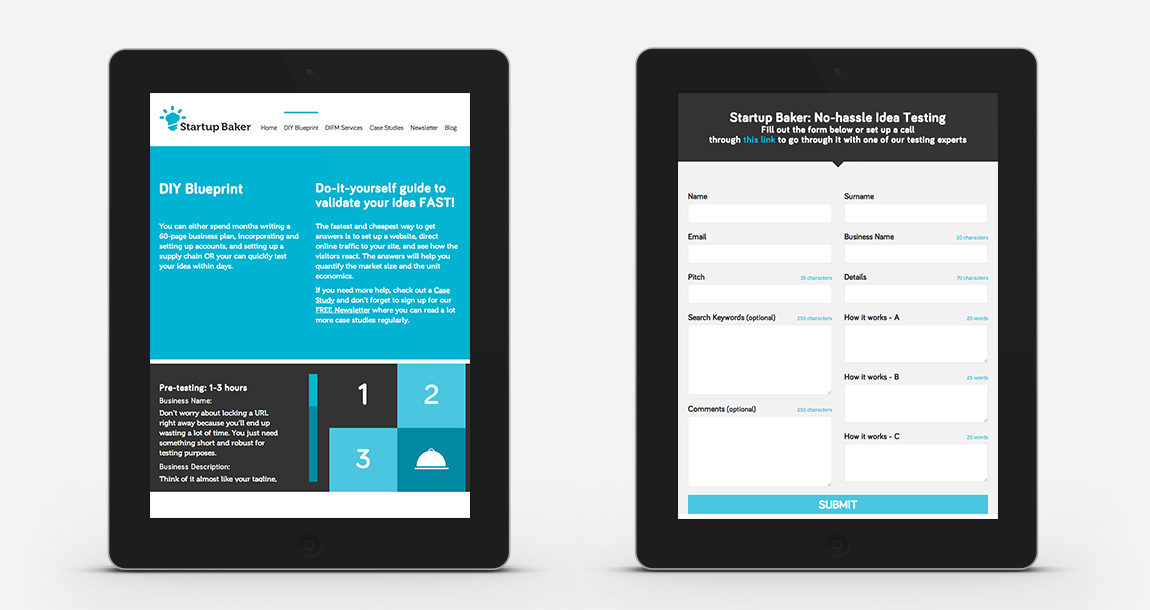 Startup Baker
Home DIY Blueprint DIFM Services Case Studies Newsletter Blog
DIY Blueprint
You can either spend months writing a
60-page business plan, incorporating and
setting up accounts, and setting up a
supply chain OR your can quickly test
your idea within days.
Do-it-yourself guide to
validate your idea FAST!
The fastest and cheapest way to get
answers is to set up a website, direct
online traffic to your site, and see how the
visitors react. The answers will help you
quantify the market size and the unit
economics.
If you need more help, check out a Case
Study and don't forget to sign up for our
FREE Newsletter where you can read a lot
more case studies regularly.
Pre-testing: 1-3 hours
Business Name:
Don't worry about locking a URL
right away because you'll end up
wasting a lot of time. You just need
something short and robust for
testing purposes.
Business Description:
Think of it almost like your tagline,
1
2
3
Startup Baker: No-hassle Idea Testing
Fill out the form below or set up a call
through this link to go through it with one of our testing experts
Name
Surname
Email
Business Name 20 characters
Pitch 35 characters
Details 70 characters
Search Keywords (optional) 250 characters
How it works - A 25 words
How it works - B 25 words
Comments (optional) 250 characters
How it works - C 25 words
SUBMIT